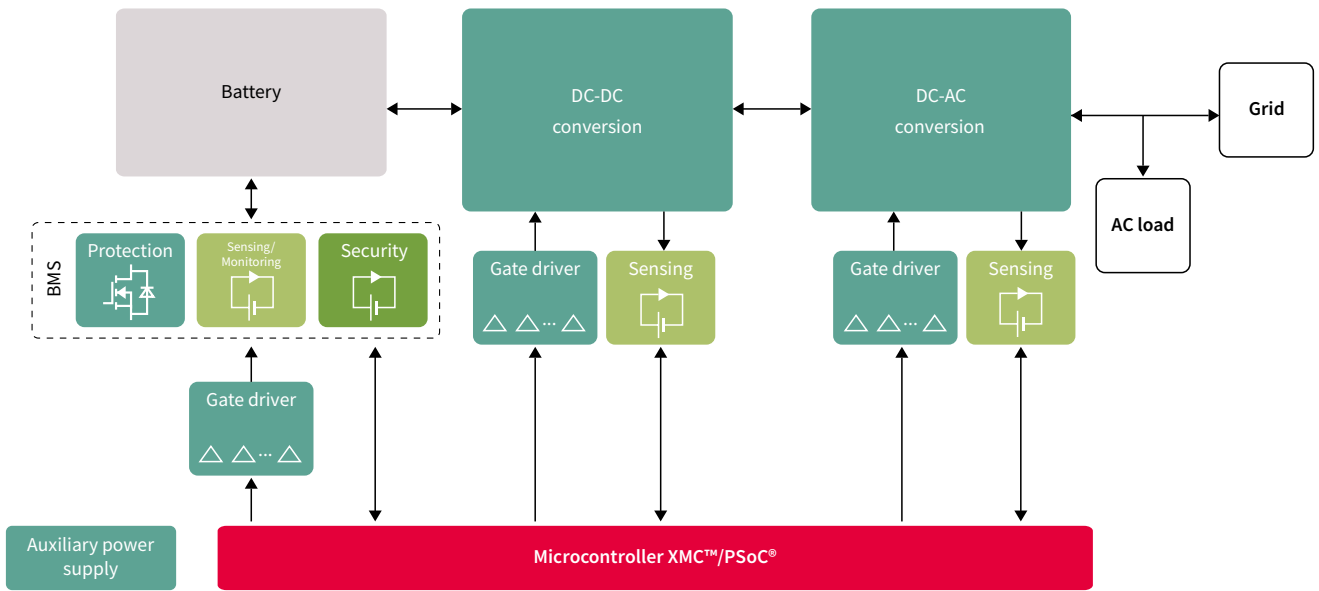 Battery
DC-DC
conversion
DC-AC
conversion
Grid
AC load
BMS
Protection
Sensing/
Monitoring
Security
Gate driver
...
Sensing
Gate driver
...
Sensing
Gate driver
...
Auxiliary power
supply
Microcontroller XMC™/PSoC®